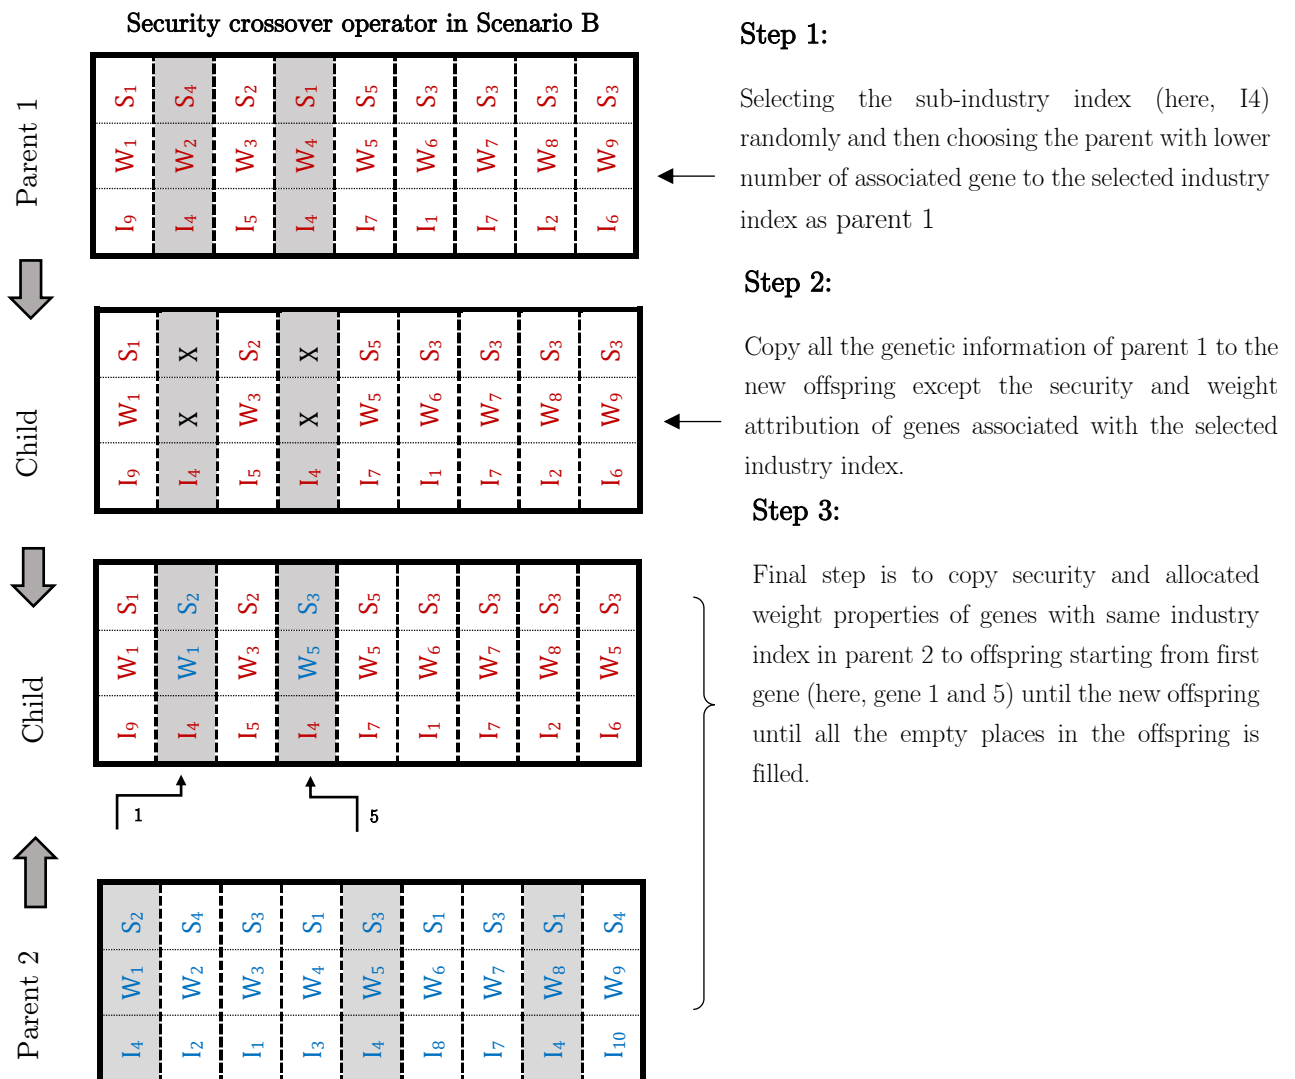 Security crossover operator in Scenario B
Parent 1
S1 S4 S2 S1 S5 S3 S3 S3 S3
W1 W2 W3 W4 W5 W6 W7 W8 W9
I9 I4 I5 I4 I7 I1 I7 I2 I6
Step 1:
Selecting the sub-industry index (here, I4)
randomly and then choosing the parent with lower
number of associated gene to the selected industry
index as parent 1
Child
S1 X S2 X S5 S3 S3 S3 S3
W1 X W3 X W5 W6 W7 W8 W9
I9 I4 I5 I4 I7 I1 I7 I2 I6
Step 2:
Copy all the genetic information of parent 1 to the
new offspring except the security and weight
attribution of genes associated with the selected
industry index.
Child
S1 S2 S2 S3 S5 S3 S3 S3 S3
W1 W1 W3 W5 W5 W6 W7 W8 W5
I9 I4 I5 I4 I7 I1 I7 I2 I6
1
5
Step 3:
Final step is to copy security and allocated
weight properties of genes with same industry
index in parent 2 to offspring starting from first
gene (here, gene 1 and 5) until the new offspring
until all the empty places in the offspring is
filled.
Parent 2
S2 S4 S3 S1 S3 S1 S3 S1 S4
W1 W2 W3 W4 W5 W6 W7 W8 W9
I4 I2 I1 I3 I4 I8 I7 I4 I10